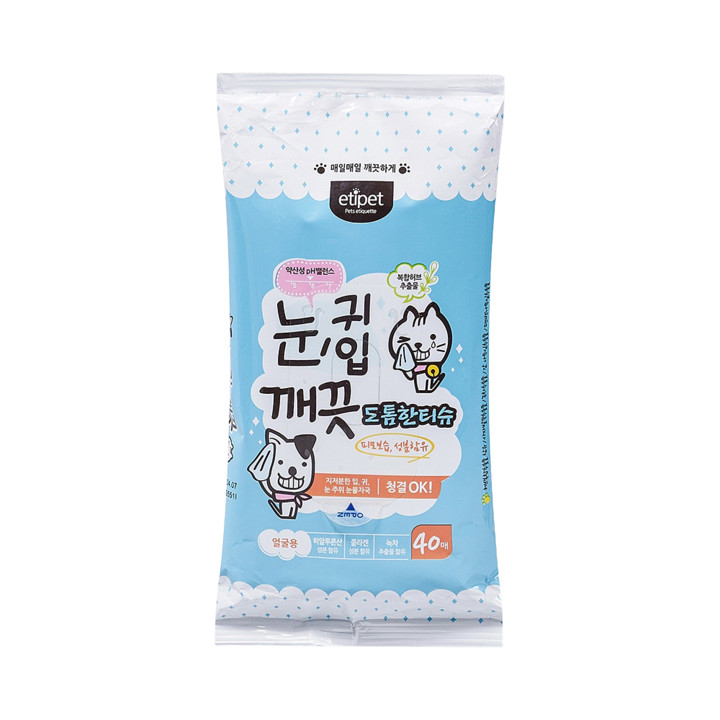 매일매일 깨끗하게
etipet
Pets etiquette
약산성 pH밸런스
복합허브
추출물
눈, 귀
입
깨끗
도톰한티슈
피모보습, 성분함유
지저분한 입, 귀,
눈 주위 눈물자국
청결 OK!
OPEN
얼굴용
히알루론산
성분 함유
콜라겐
성분 함유
녹차
추출물 함유
40매